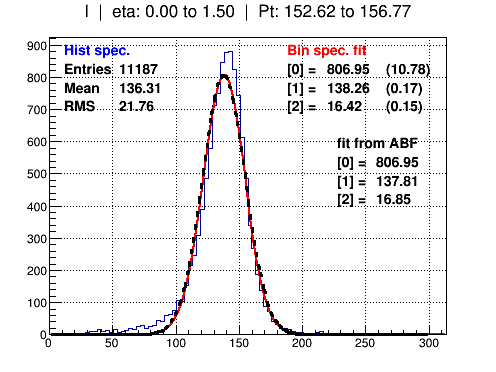 I | eta: 0.00 to 1.50 | Pt: 152.62 to 156.77
Hist spec.
Entries 11187
Mean 136.31
RMS 21.76
Bin spec. fit
[0] = 806.95 (10.78)
[1] = 138.26 (0.17)
[2] = 16.42 (0.15)
fit from ABF
[0] = 806.95
[1] = 137.81
[2] = 16.85
900
800
700
600
500
400
300
200
100
0
0 50 100 150 200 250 300